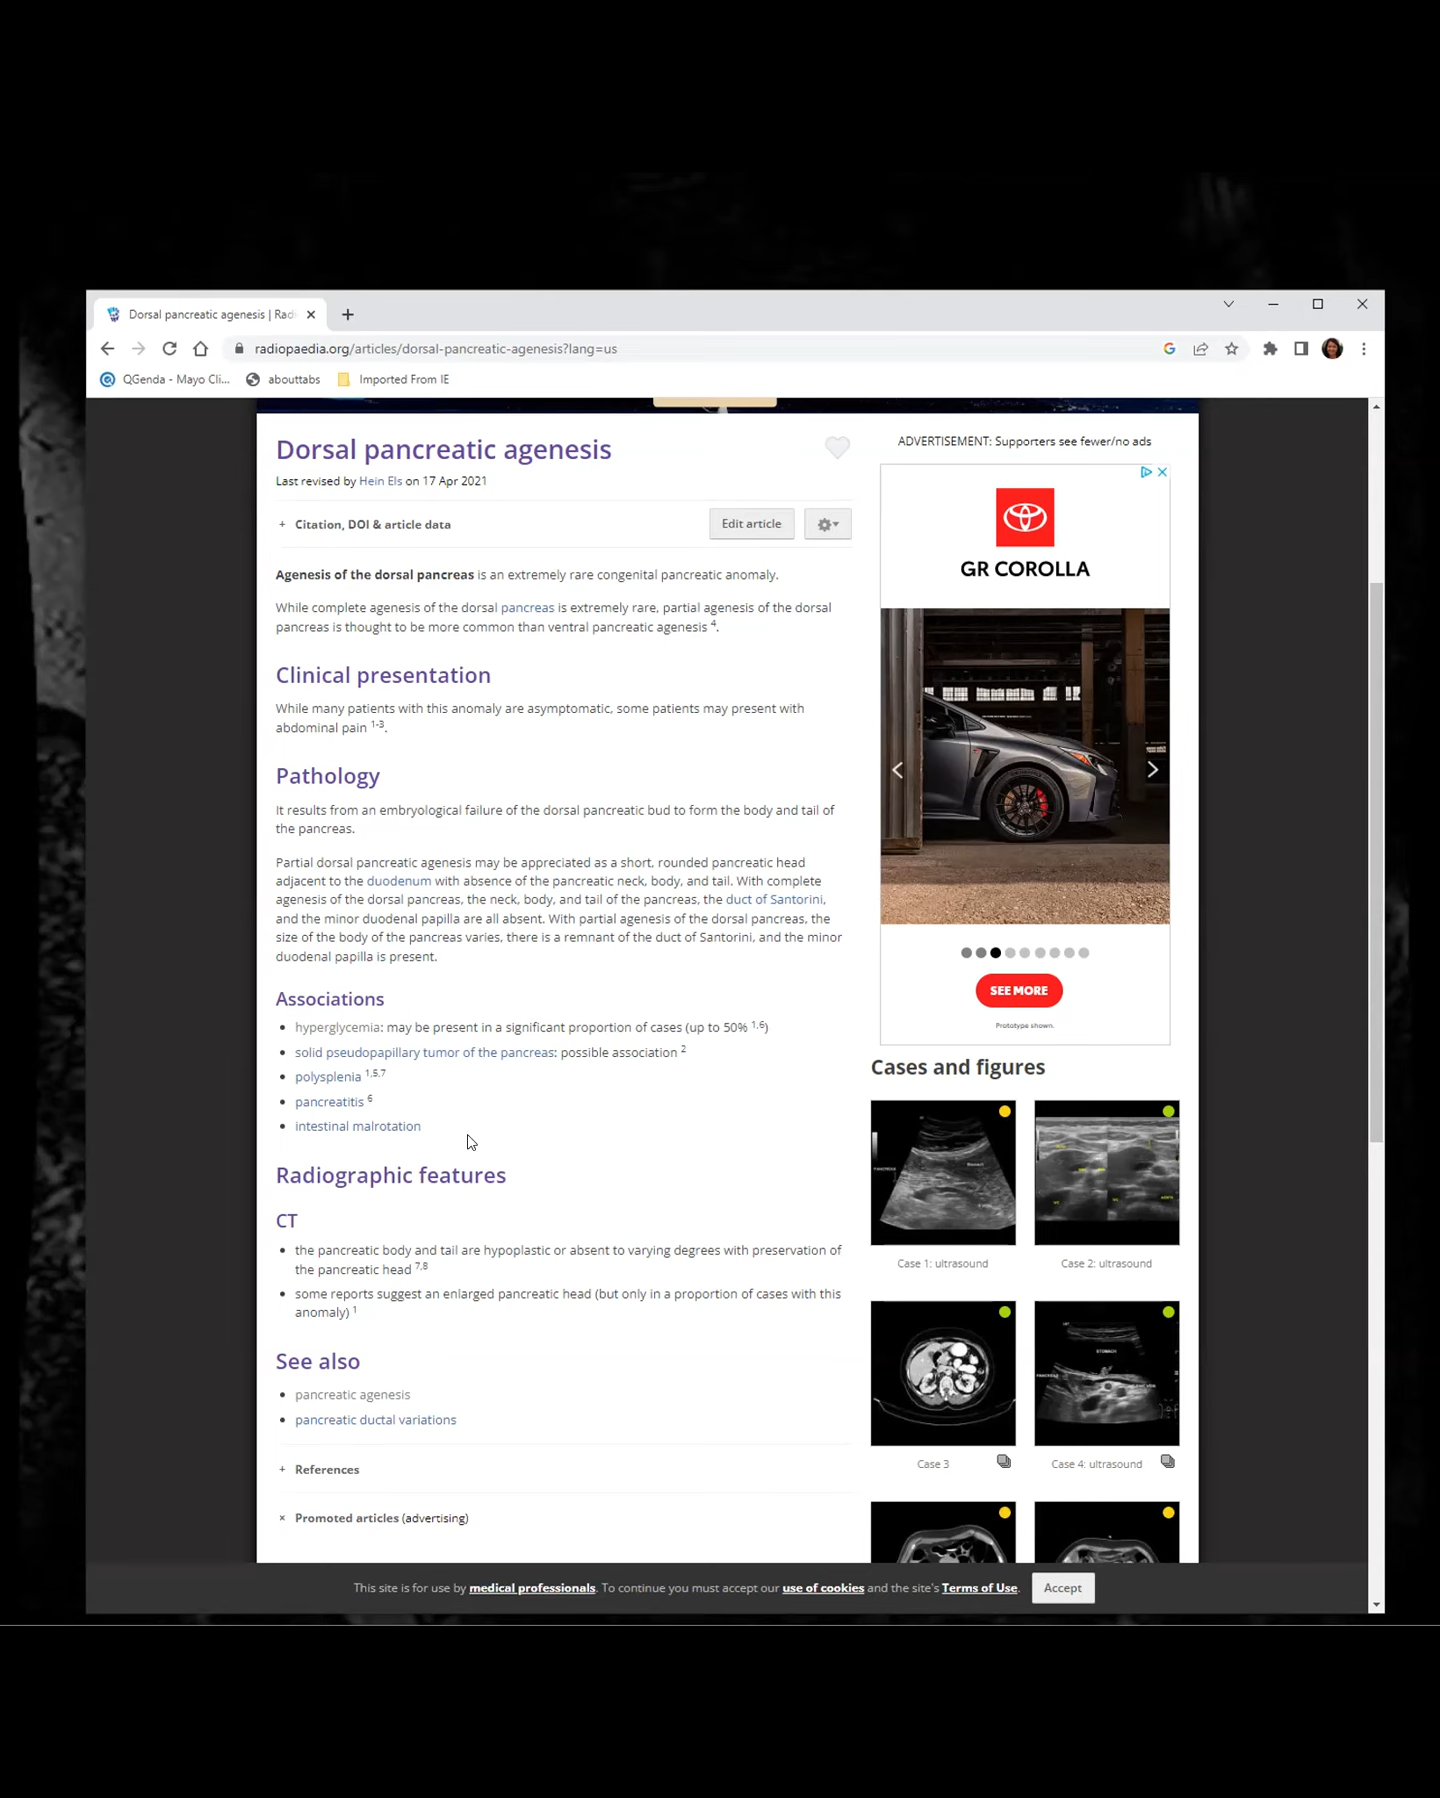 Dorsal pancreatic agenesis | Rad
radiopaedia.org/articles/dorsal-pancreatic-agenesis?lang=us
QGenda - Mayo Cli... abouttabs Imported From IE
Dorsal pancreatic agenesis
Last revised by Hein Els on 17 Apr 2021
+ Citation, DOI & article data
Edit article
Agenesis of the dorsal pancreas is an extremely rare congenital pancreatic anomaly.
While complete agenesis of the dorsal pancreas is extremely rare, partial agenesis of the dorsal
pancreas is thought to be more common than ventral pancreatic agenesis 4.
Clinical presentation
While many patients with this anomaly are asymptomatic, some patients may present with
abdominal pain 1-3.
Pathology
It results from an embryological failure of the dorsal pancreatic bud to form the body and tail of
the pancreas.
Partial dorsal pancreatic agenesis may be appreciated as a short, rounded pancreatic head
adjacent to the duodenum with absence of the pancreatic neck, body, and tail. With complete
agenesis of the dorsal pancreas, the neck, body, and tail of the pancreas, the duct of Santorini,
and the minor duodenal papilla are all absent. With partial agenesis of the dorsal pancreas, the
size of the body of the pancreas varies, there is a remnant of the duct of Santorini, and the minor
duodenal papilla is present.
Associations
• hyperglycemia: may be present in a significant proportion of cases (up to 50% 1,6)
• solid pseudopapillary tumor of the pancreas: possible association 2
• polysplenia 1,5,7
• pancreatitis 6
• intestinal malrotation
Radiographic features
CT
• the pancreatic body and tail are hypoplastic or absent to varying degrees with preservation of
the pancreatic head 7,8
• some reports suggest an enlarged pancreatic head (but only in a proportion of cases with this
anomaly) 1
See also
• pancreatic agenesis
• pancreatic ductal variations
+ References
× Promoted articles (advertising)
ADVERTISEMENT: Supporters see fewer/no ads
GR COROLLA
SEE MORE
Prototype shown.
Cases and figures
PANCREAS
Stomach
Case 1: ultrasound
Case 2: ultrasound
STOMACH
Case 3
Case 4: ultrasound
This site is for use by medical professionals. To continue you must accept our use of cookies and the site's Terms of Use.
Accept